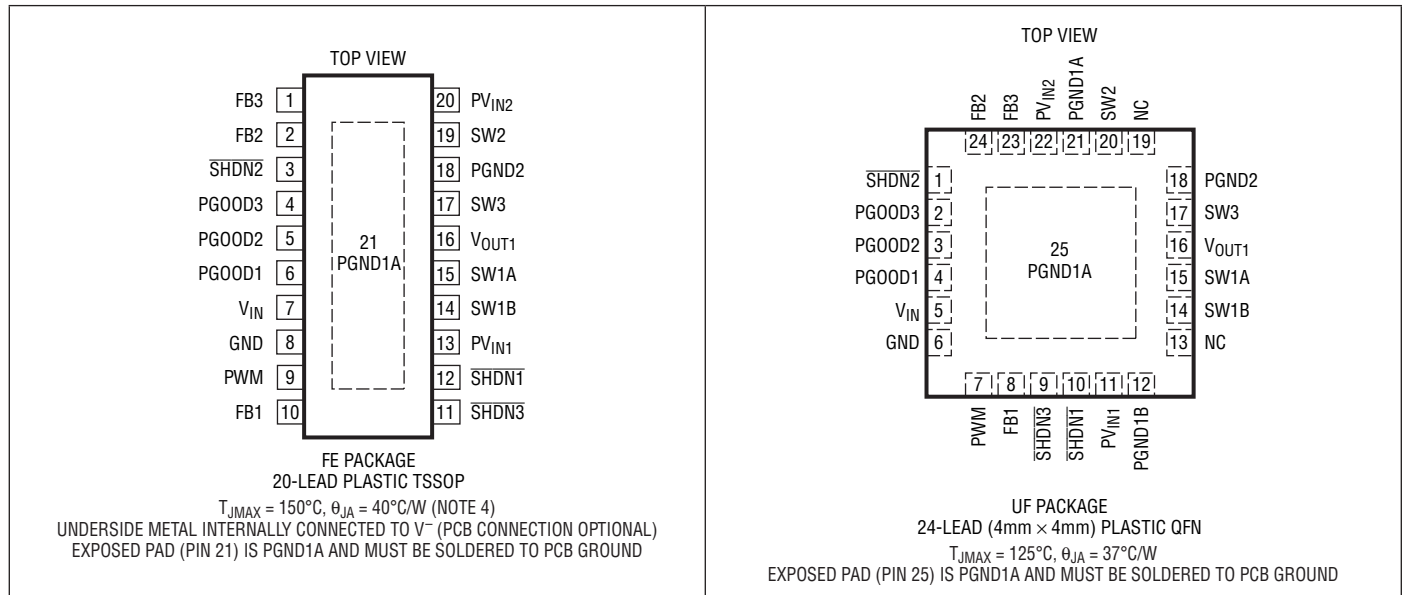 TOP VIEW
FB3 1
FB2 2
SHDN2 3
PGOOD3 4
PGOOD2 5
PGOOD1 6
VIN 7
GND 8
PWM 9
FB1 10
21
PGND1A
20 PVIN2
19 SW2
18 PGND2
17 SW3
16 VOUT1
15 SW1A
14 SW1B
13 PVIN1
12 SHDN1
11 SHDN3
FE PACKAGE
20-LEAD PLASTIC TSSOP
TJMAX = 150°C, θJA = 40°C/W (NOTE 4)
UNDERSIDE METAL INTERNALLY CONNECTED TO V– (PCB CONNECTION OPTIONAL)
EXPOSED PAD (PIN 21) IS PGND1A AND MUST BE SOLDERED TO PCB GROUND
TOP VIEW
FB2 FB3 PVIN2 PGND1A SW2 NC
24 23 22 21 20 19
SHDN2 1
PGOOD3 2
PGOOD2 3
PGOOD1 4
VIN 5
GND 6
25
PGND1A
18 PGND2
17 SW3
16 VOUT1
15 SW1A
14 SW1B
13 NC
7 8 9 10 11 12
PWM FB1 SHDN3 SHDN1 PVIN1 PGND1B
UF PACKAGE
24-LEAD (4mm × 4mm) PLASTIC QFN
TJMAX = 125°C, θJA = 37°C/W
EXPOSED PAD (PIN 25) IS PGND1A AND MUST BE SOLDERED TO PCB GROUND